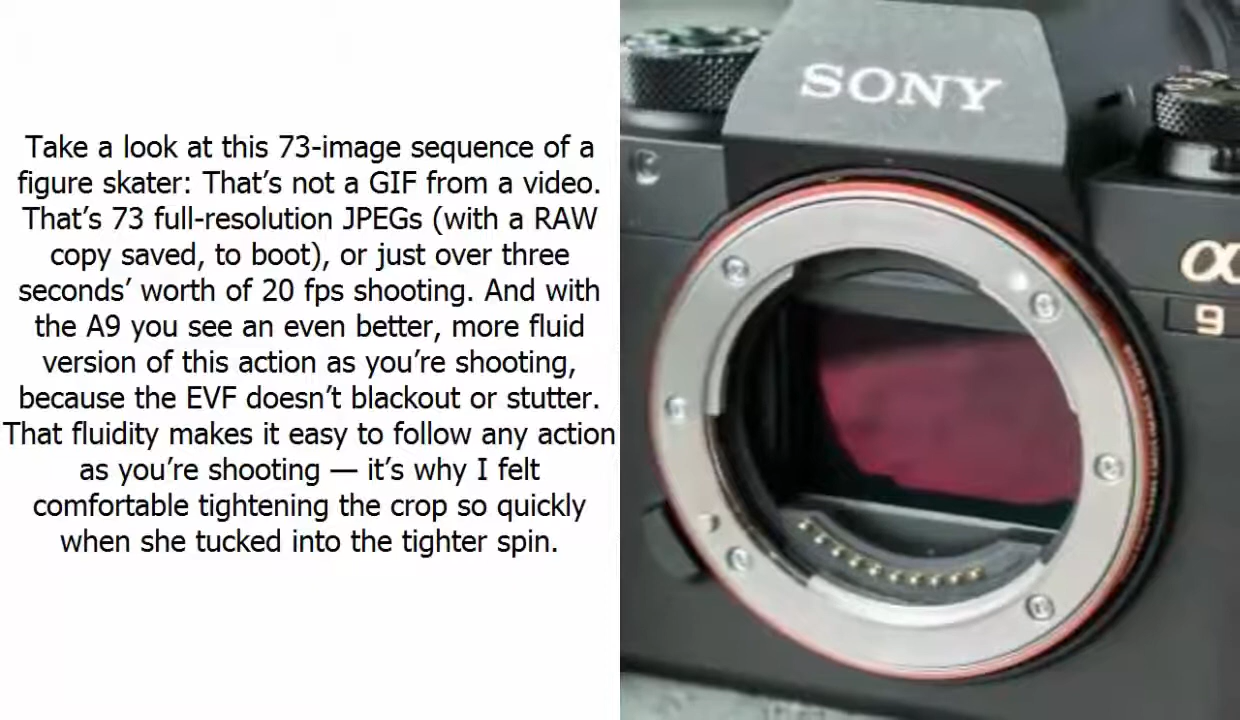 Take a look at this 73-image sequence of a
figure skater: That’s not a GIF from a video.
That’s 73 full-resolution JPEGs (with a RAW
copy saved, to boot), or just over three
seconds’ worth of 20 fps shooting. And with
the A9 you see an even better, more fluid
version of this action as you’re shooting,
because the EVF doesn’t blackout or stutter.
That fluidity makes it easy to follow any action
as you’re shooting — it’s why I felt
comfortable tightening the crop so quickly
when she tucked into the tighter spin.
SONY
α
9